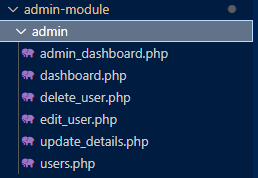 admin-module
admin
admin_dashboard.php
dashboard.php
delete_user.php
edit_user.php
update_details.php
users.php